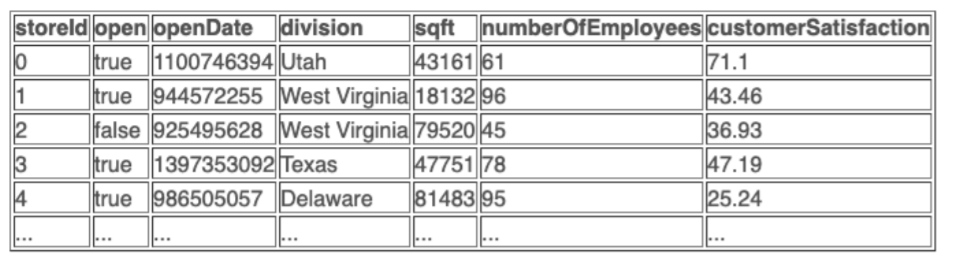 storeId open openDate division sqft numberOfEmployees customerSatisfaction
0 true 1100746394 Utah 43161 61 71.1
1 true 944572255 West Virginia 18132 96 43.46
2 false 925495628 West Virginia 79520 45 36.93
3 true 1397353092 Texas 47751 78 47.19
4 true 986505057 Delaware 81483 95 25.24
... ... ... ... ... ... ...